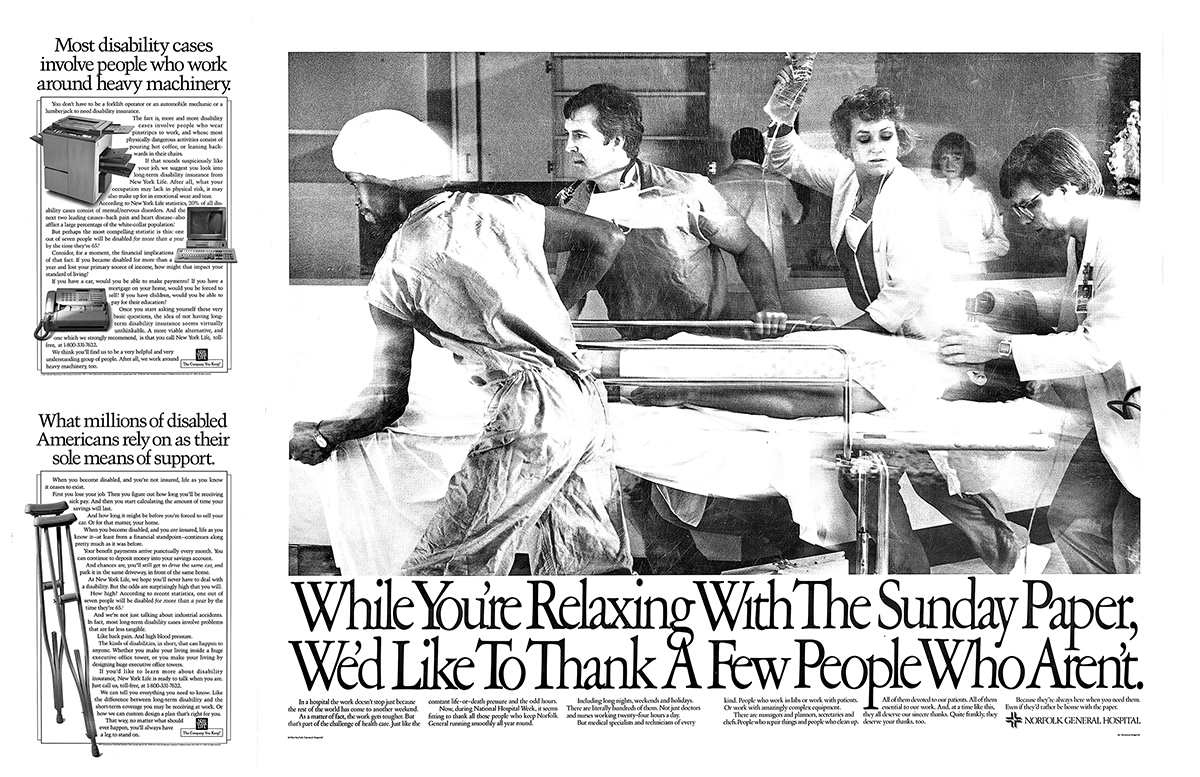 Most disability cases
involve people who work
around heavy machinery.
You don't have to be a forklift operator or an automobile mechanic or a
lumberjack to need disability insurance.
The fact is, more and more disability
cases involve people who wear
pinstripes to work, and whose most
physically dangerous activities consist of
pouring hot coffee, or leaning back-
wards in their chairs.
If that sounds suspiciously like
your job, we suggest you look into
long-term disability insurance from
New York Life. After all, what your
occupation may lack in physical risk, it may
also make up for in emotional wear and tear.
According to New York Life statistics, 20% of all dis-
ability cases consist of mental/nervous disorders. And the
next two leading causes–back pain and heart disease–also
afflict a large percentage of the white-collar population.
But perhaps the most compelling statistic is this: one
out of seven people will be disabled for more than a year
by the time they're 65.
Consider, for a moment, the financial implications
of that fact. If you became disabled for more than a
year and lost your primary source of income, how might that impact your
standard of living?
If you have a car, would you be able to make payments? If you have a
mortgage on your home, would you be forced to
sell? If you have children, would you be able to
pay for their education?
Once you start asking yourself these very
basic questions, the idea of not having long-
term disability insurance seems virtually
unthinkable. A more viable alternative, and
one which we strongly recommend, is that you call New York Life, toll-
free, at 1-800-331-7622.
We think you'll find us to be a very helpful and very
understanding group of people. After all, we work around
heavy machinery, too.
The Company You Keep.
What millions of disabled
Americans rely on as their
sole means of support.
When you become disabled, and you're not insured, life as you know
it ceases to exist.
First you lose your job. Then you figure out how long you'll be receiving
sick pay. And then you start calculating the amount of time your
savings will last.
And how long it might be before you're forced to sell your
car. Or for that matter, your home.
When you become disabled, and you are insured, life as you
know it–at least from a financial standpoint–continues along
pretty much as it was before.
Your benefit payments arrive punctually every month. You
can continue to deposit money into your savings account.
And chances are, you'll still get to drive the same car, and
park it in the same driveway, in front of the same home.
At New York Life, we hope you'll never have to deal with
a disability. But the odds are surprisingly high that you will.
How high? According to recent statistics, one out of
seven people will be disabled for more than a year by the
time they're 65.
And we're not just talking about industrial accidents.
In fact, most long-term disability cases involve problems
that are far less tangible.
Like back pain. And high blood pressure.
The kinds of disabilities, in short, that can happen to
anyone. Whether you make your living inside a huge
executive office tower, or you make your living by
designing huge executive office towers.
If you'd like to learn more about disability
insurance, New York Life is ready to talk when you are.
Just call us, toll-free, at 1-800-331-7622.
We can tell you everything you need to know. Like
the difference between long-term disability and the
short-term coverage you may be receiving at work. Or
how we can custom design a plan that's right for you.
That way, no matter what should
ever happen, you'll always have
a leg to stand on.
The Company You Keep.
While You're Relaxing With The Sunday Paper,
We'd Like To Thank A Few People Who Aren't.
In a hospital the work doesn't stop just because
the rest of the world has come to another weekend.
As a matter of fact, the work gets tougher. But
that's part of the challenge of health care. Just like the
constant life-or-death pressure and the odd hours.
Now, during National Hospital Week, it seems
fitting to thank all those people who keep Norfolk
General running smoothly all year round.
Including long nights, weekends and holidays.
There are literally hundreds of them. Not just doctors
and nurses working twenty-four hours a day.
But medical specialists and technicians of every
kind. People who work in labs or work with patients.
Or work with amazingly complex equipment.
There are managers and planners, secretaries and
chefs. People who repair things and people who clean up.
All of them devoted to our patients. All of them
essential to our work. And, at a time like this,
they all deserve our sincere thanks. Quite frankly, they
deserve your thanks, too.
Because they're always here when you need them.
Even if they'd rather be home with the paper.
NORFOLK GENERAL HOSPITAL